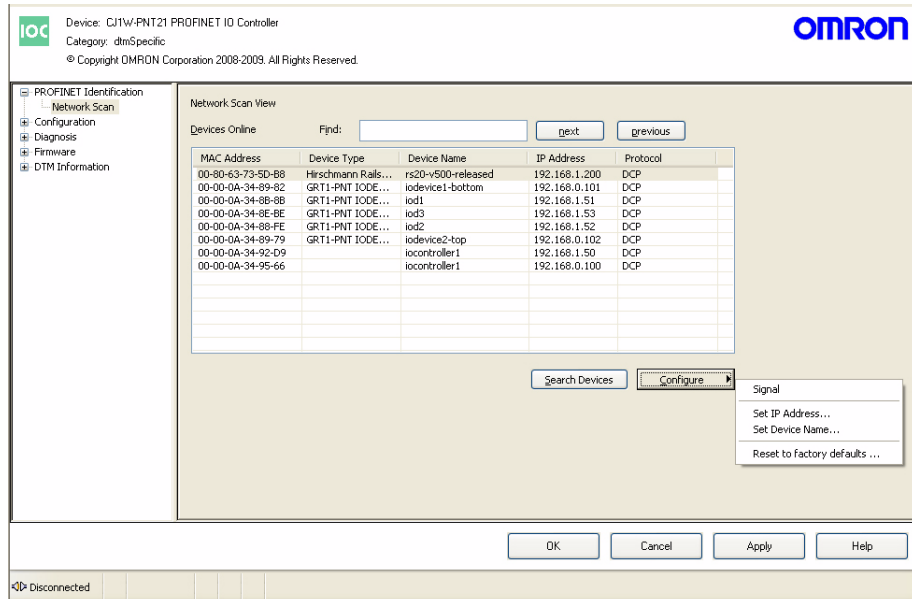 IOC
Device: CJ1W-PNT21 PROFINET IO Controller
Category: dtmSpecific
© Copyright OMRON Corporation 2008-2009. All Rights Reserved.
OMRON
PROFINET Identification
Network Scan
Configuration
Diagnosis
Firmware
DTM Information
Network Scan View
Devices Online Find: next previous
MAC Address Device Type Device Name IP Address Protocol
00-80-63-73-5D-B8 Hirschmann Rails... rs20-v500-released 192.168.1.200 DCP
00-00-0A-34-89-82 GRT1-PNT IODE... iodevice1-bottom 192.168.0.101 DCP
00-00-0A-34-8B-8B GRT1-PNT IODE... iod1 192.168.1.51 DCP
00-00-0A-34-8E-BE GRT1-PNT IODE... iod3 192.168.1.53 DCP
00-00-0A-34-88-FE GRT1-PNT IODE... iod2 192.168.1.52 DCP
00-00-0A-34-89-79 GRT1-PNT IODE... iodevice2-top 192.168.0.102 DCP
00-00-0A-34-92-D9 iocontroller1 192.168.1.50 DCP
00-00-0A-34-95-66 iocontroller1 192.168.0.100 DCP
Search Devices Configure
Signal
Set IP Address...
Set Device Name...
Reset to factory defaults ...
OK Cancel Apply Help
Disconnected